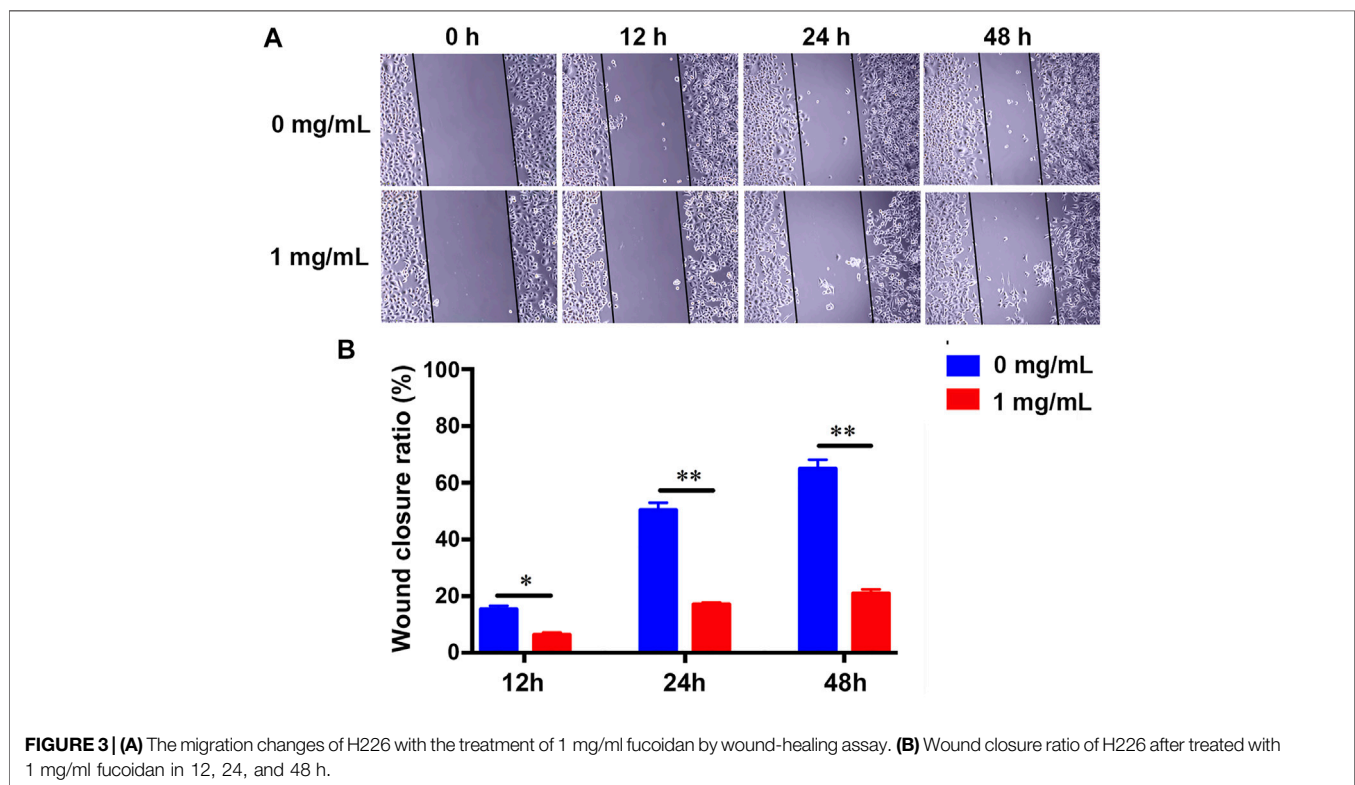 A
0 h 12 h 24 h 48 h
0 mg/mL
1 mg/mL
B
Wound closure ratio (%)
100
80
60
40
20
0
* ** **
12h 24h 48h
0 mg/mL
1 mg/mL
FIGURE 3 | (A) The migration changes of H226 with the treatment of 1 mg/ml fucoidan by wound-healing assay. (B) Wound closure ratio of H226 after treated with
1 mg/ml fucoidan in 12, 24, and 48 h.